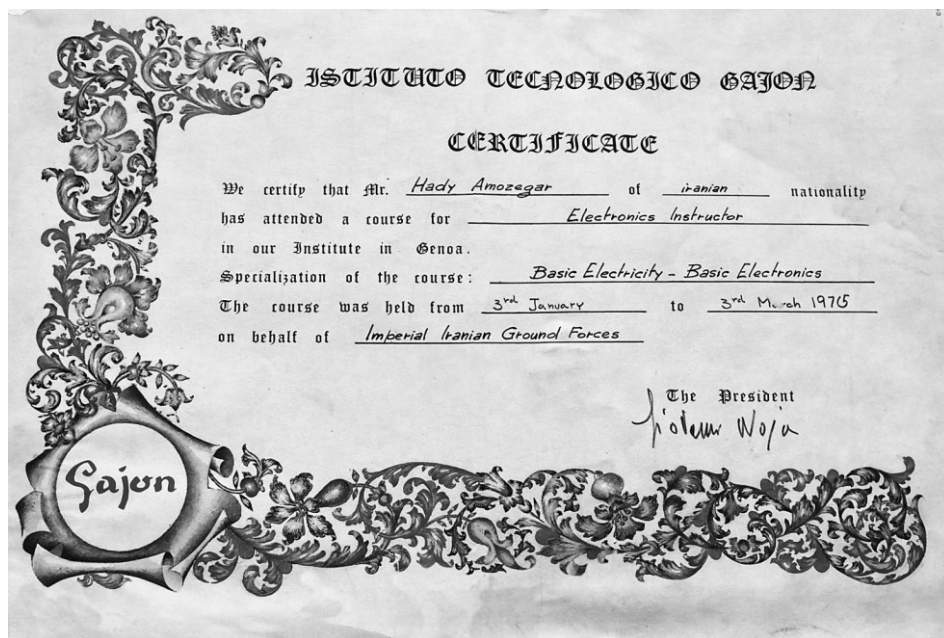 ISTITUTO TECNOLOGICO GAJON
CERTIFICATE
We certify that Mr. Hady Amozegar of iranian nationality
has attended a course for Electronics Instructor
in our Institute in Genoa.
Specialization of the course: Basic Electricity - Basic Electronics
The course was held from 3rd January to 3rd March
on behalf of Imperial Iranian Ground Forces
The President
Gajon